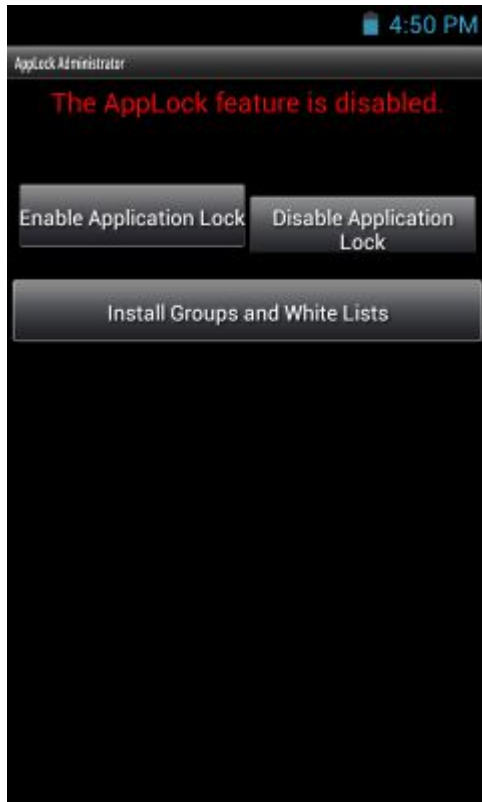 4:50 PM
AppLock Administrator
The AppLock feature is disabled.
Enable Application Lock
Disable Application
Lock
Install Groups and White Lists